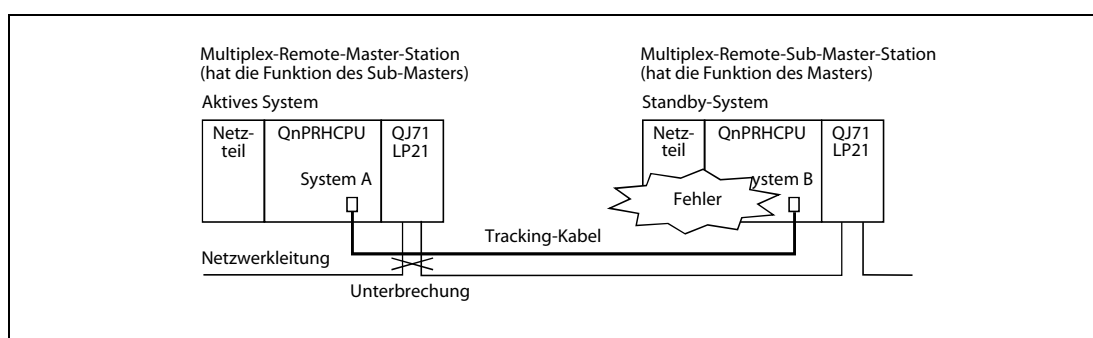 Multiplex-Remote-Master-Station
(hat die Funktion des Sub-Masters)
Aktives System
Netz-
teil
QnPRHCPU
QJ71
LP21
System A
Multiplex-Remote-Sub-Master-Station
(hat die Funktion des Masters)
Standby-System
Netz-
teil
QnPRHCPU
QJ71
LP21
ystem B
Fehler
Tracking-Kabel
Netzwerkleitung
Unterbrechung